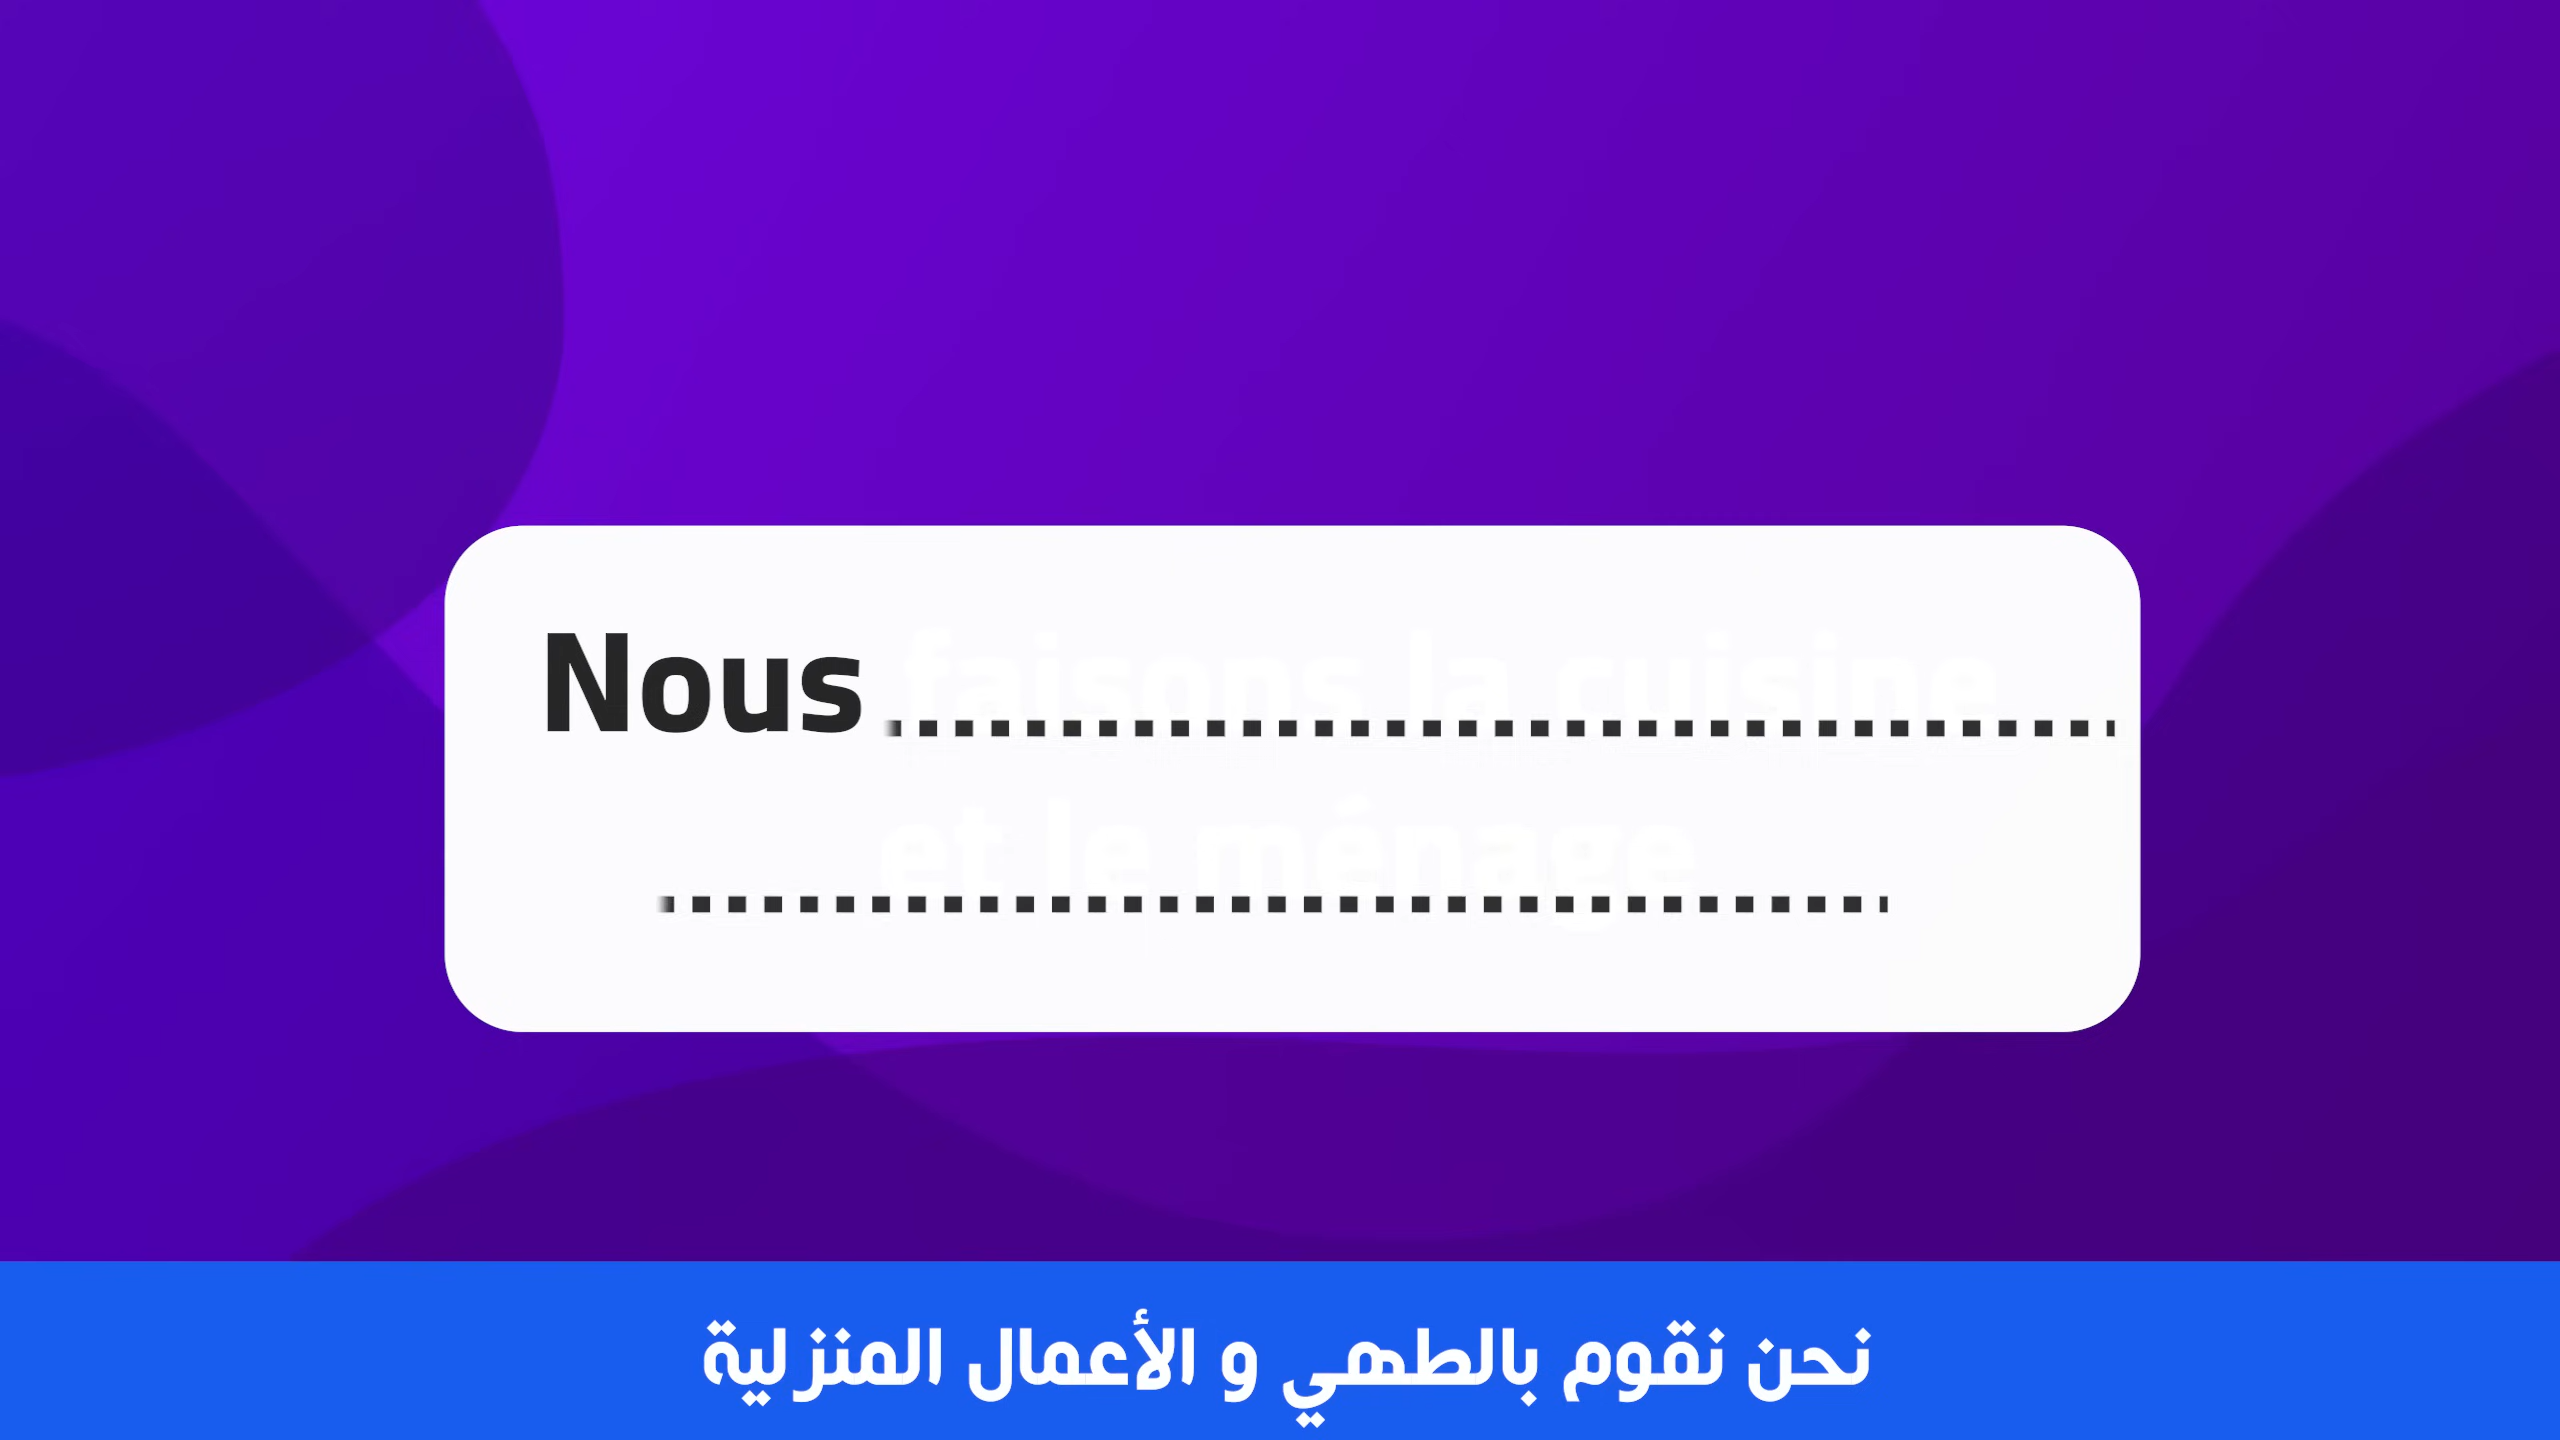 Nous faisons la cuisine
et le ménage
نحن نقوم بالطهي و الأعمال المنزلية